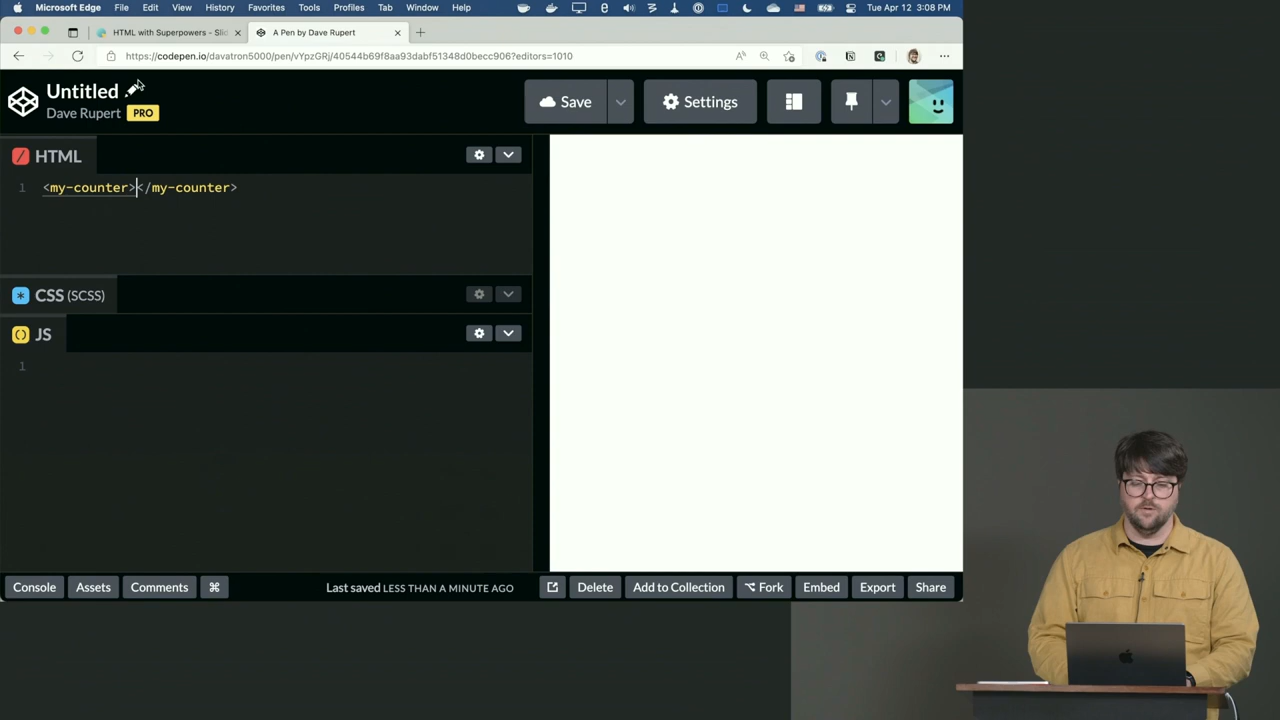 Microsoft Edge File Edit View History Favorites Tools Profiles Tab Window Help Tue Apr 12 3:08 PM
HTML with Superpowers - Slid
A Pen by Dave Rupert
https://codepen.io/davatron5000/pen/vYpzGRj/40544b69f8aa93dabf51348d0becc906?editors=1010
Untitled
Dave Rupert PRO
Save
Settings
HTML
1 <my-counter></my-counter>
CSS (SCSS)
JS
1
Console Assets Comments ⌘ Last saved LESS THAN A MINUTE AGO Delete Add to Collection Fork Embed Export Share